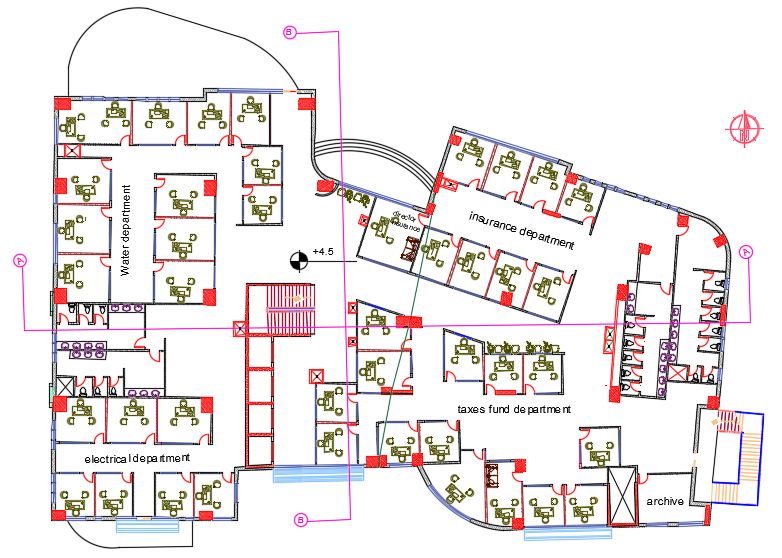 B
Water department
director
insurance
insurance department
+4.5
A
A
taxes fund department
electrical department
archive
B